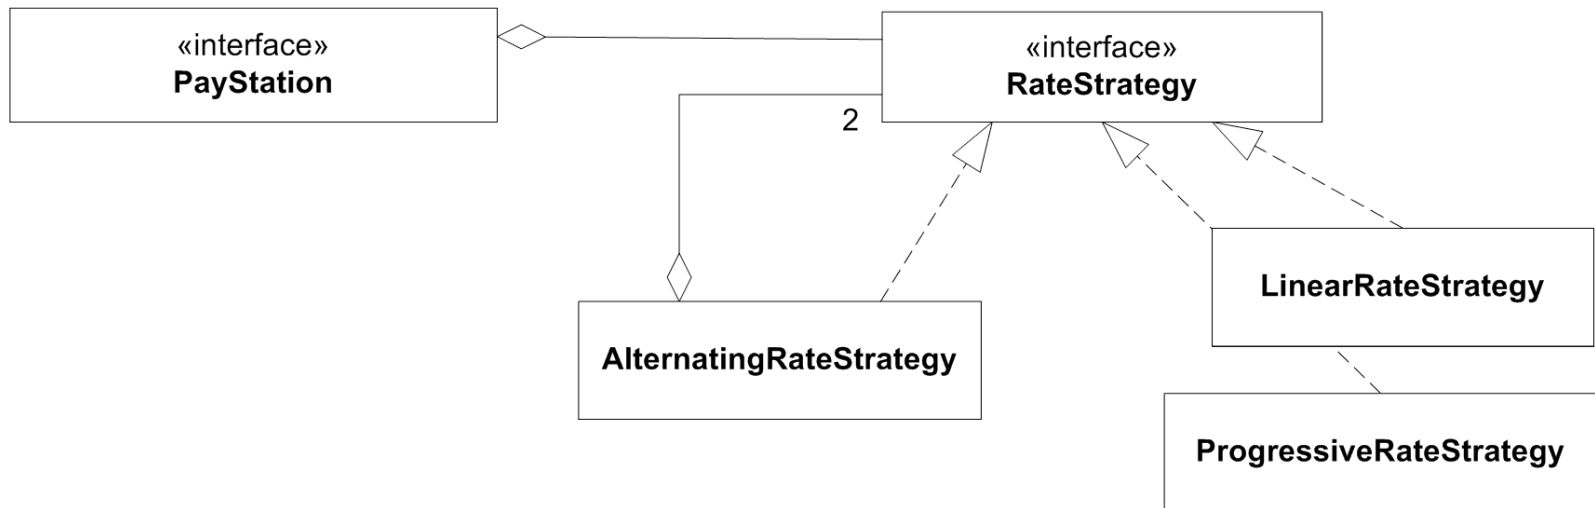 «interface»
PayStation
«interface»
RateStrategy
2
LinearRateStrategy
AlternatingRateStrategy
ProgressiveRateStrategy